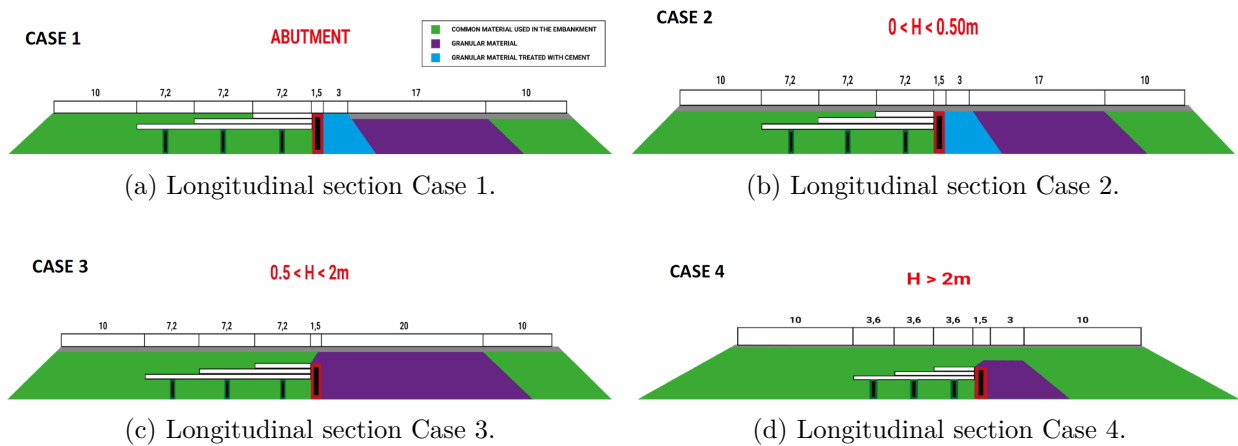 CASE 1
ABUTMENT
COMMON MATERIAL USED IN THE EMBANKMENT
GRANULAR MATERIAL
GRANULAR MATERIAL TREATED WITH CEMENT
10 7,2 7,2 7,2 1,5 3 17 10
(a) Longitudinal section Case 1.
CASE 2
0 < H < 0.50m
10 7,2 7,2 7,2 1,5 3 17 10
(b) Longitudinal section Case 2.
CASE 3
0.5 < H < 2m
10 7,2 7,2 7,2 1,5 20 10
(c) Longitudinal section Case 3.
CASE 4
H > 2m
10 3,6 3,6 3,6 1,5 3 10
(d) Longitudinal section Case 4.